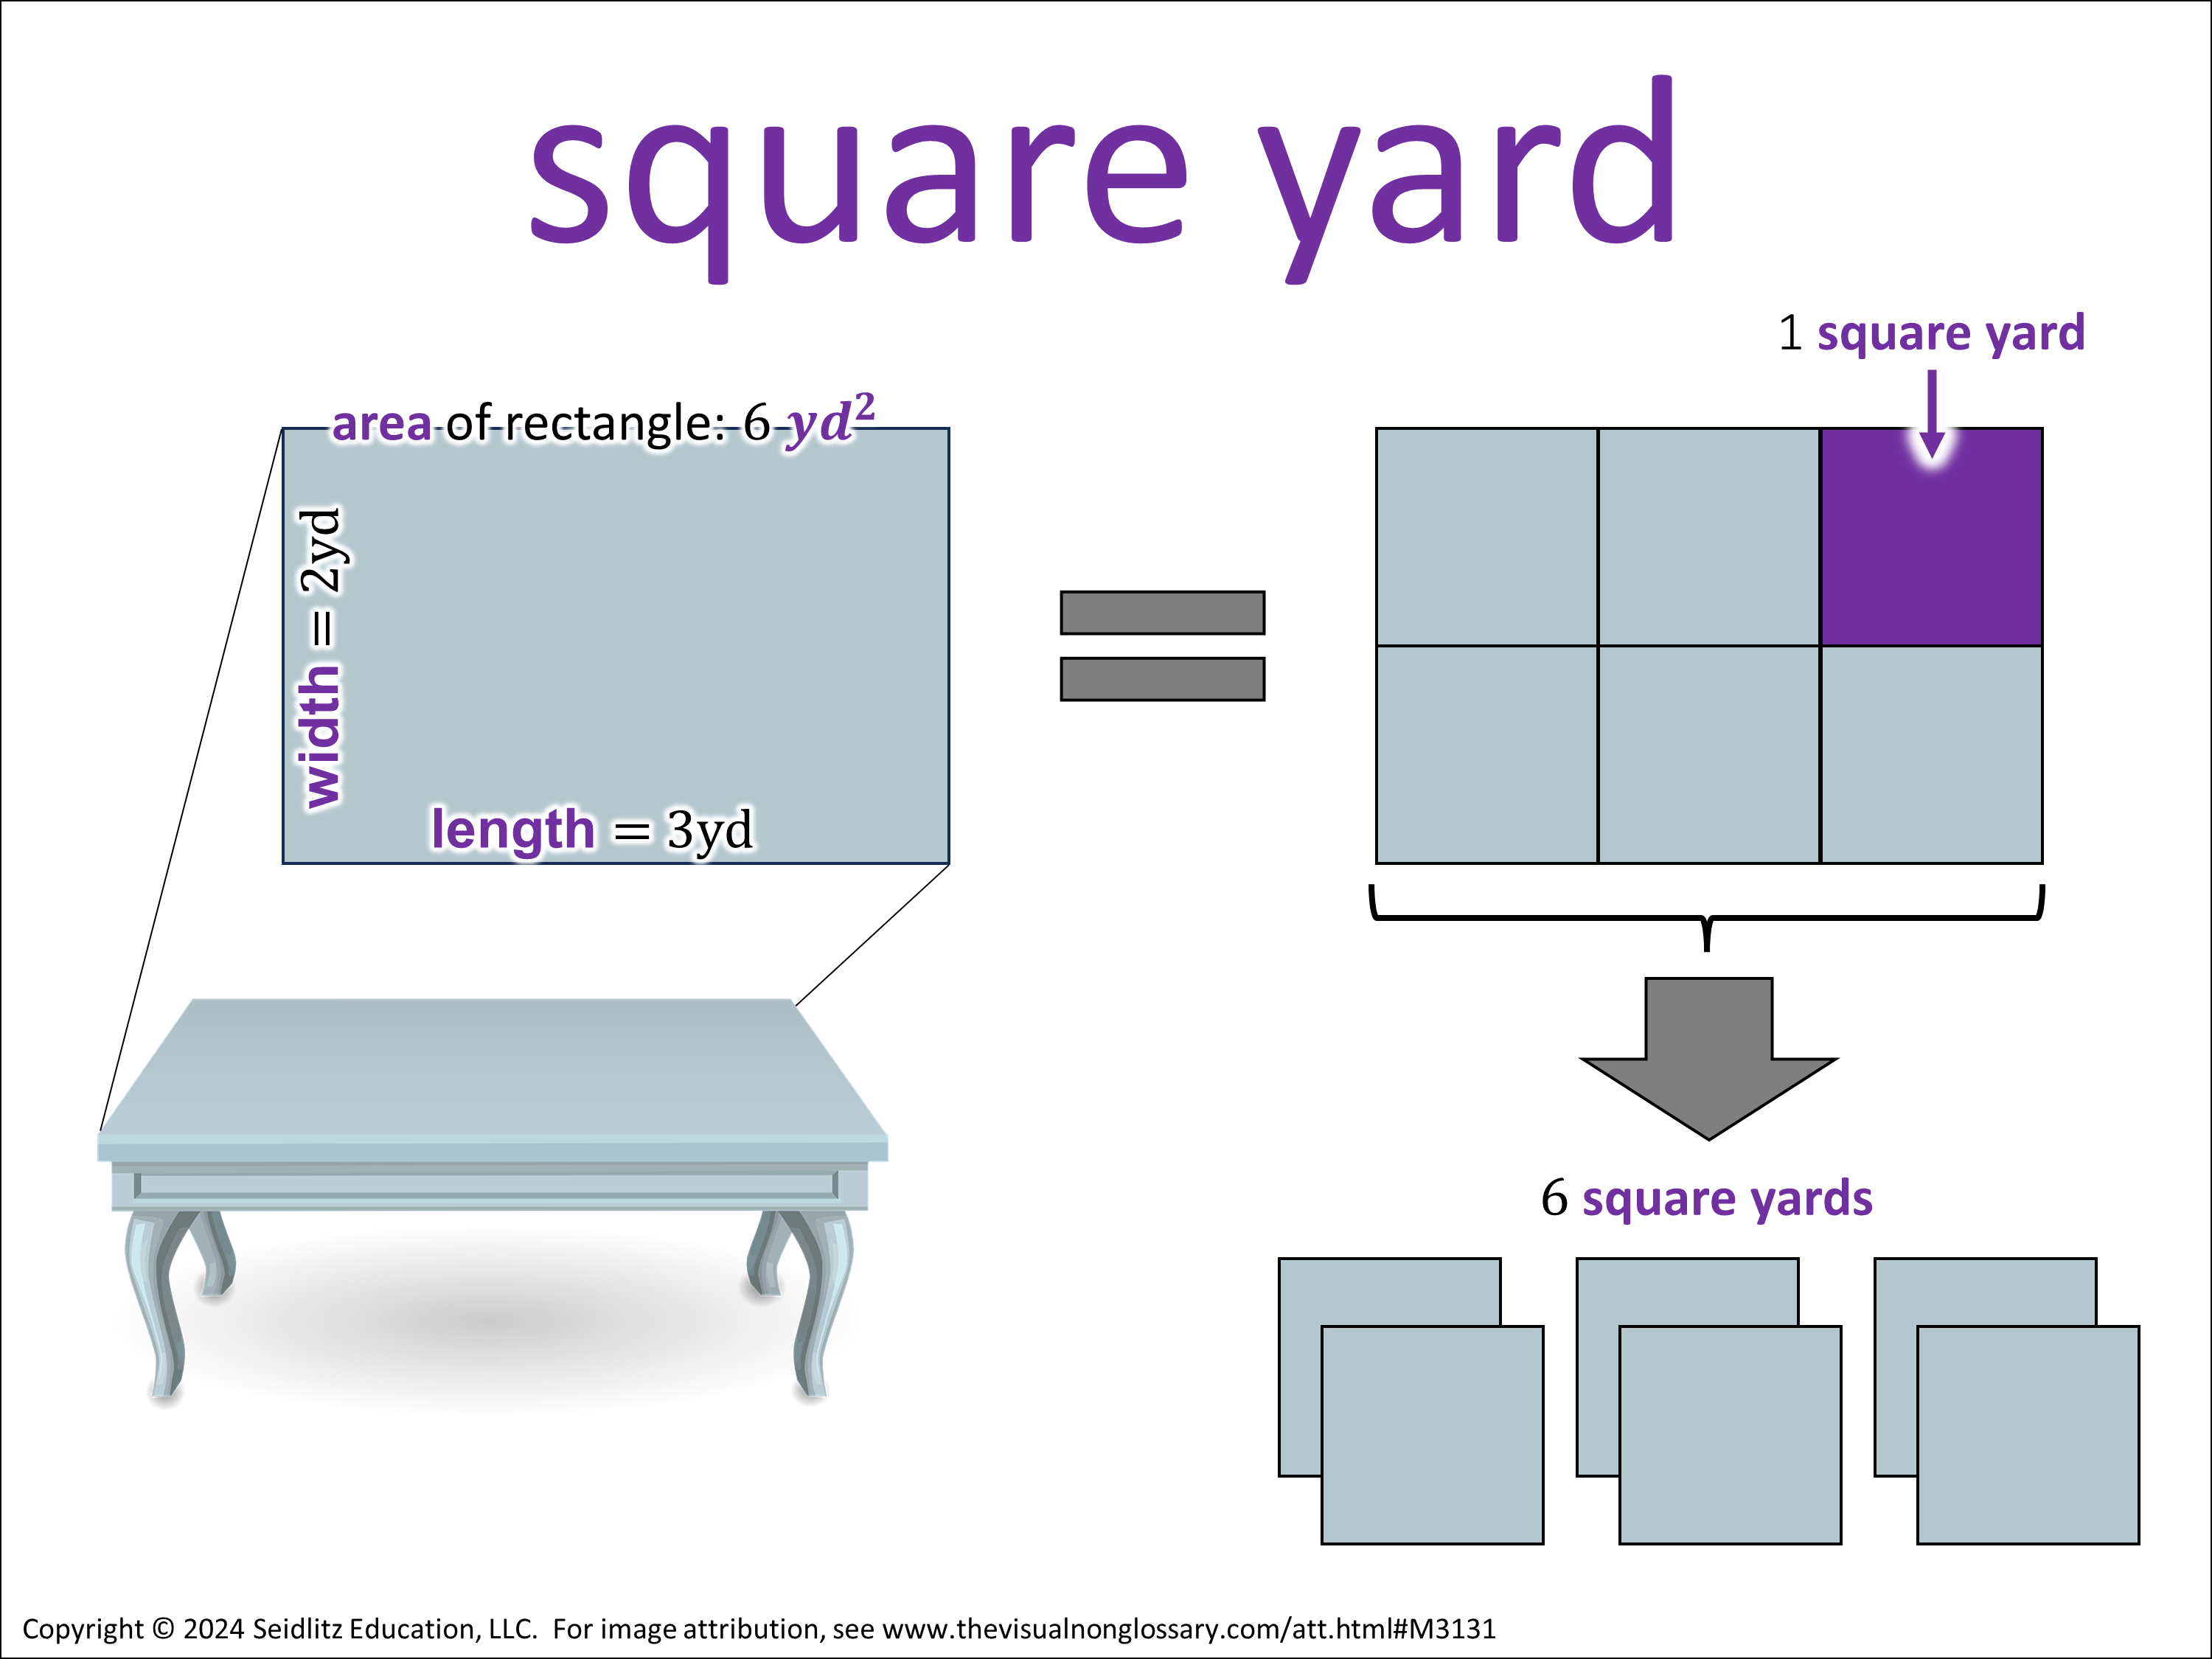 square yard
1 square yard
area of rectangle: 6 yd²
width = 2yd
length = 3yd
6 square yards
Copyright © 2024 Seidlitz Education, LLC.  For image attribution, see www.thevisualnonglossary.com/att.html#M3131